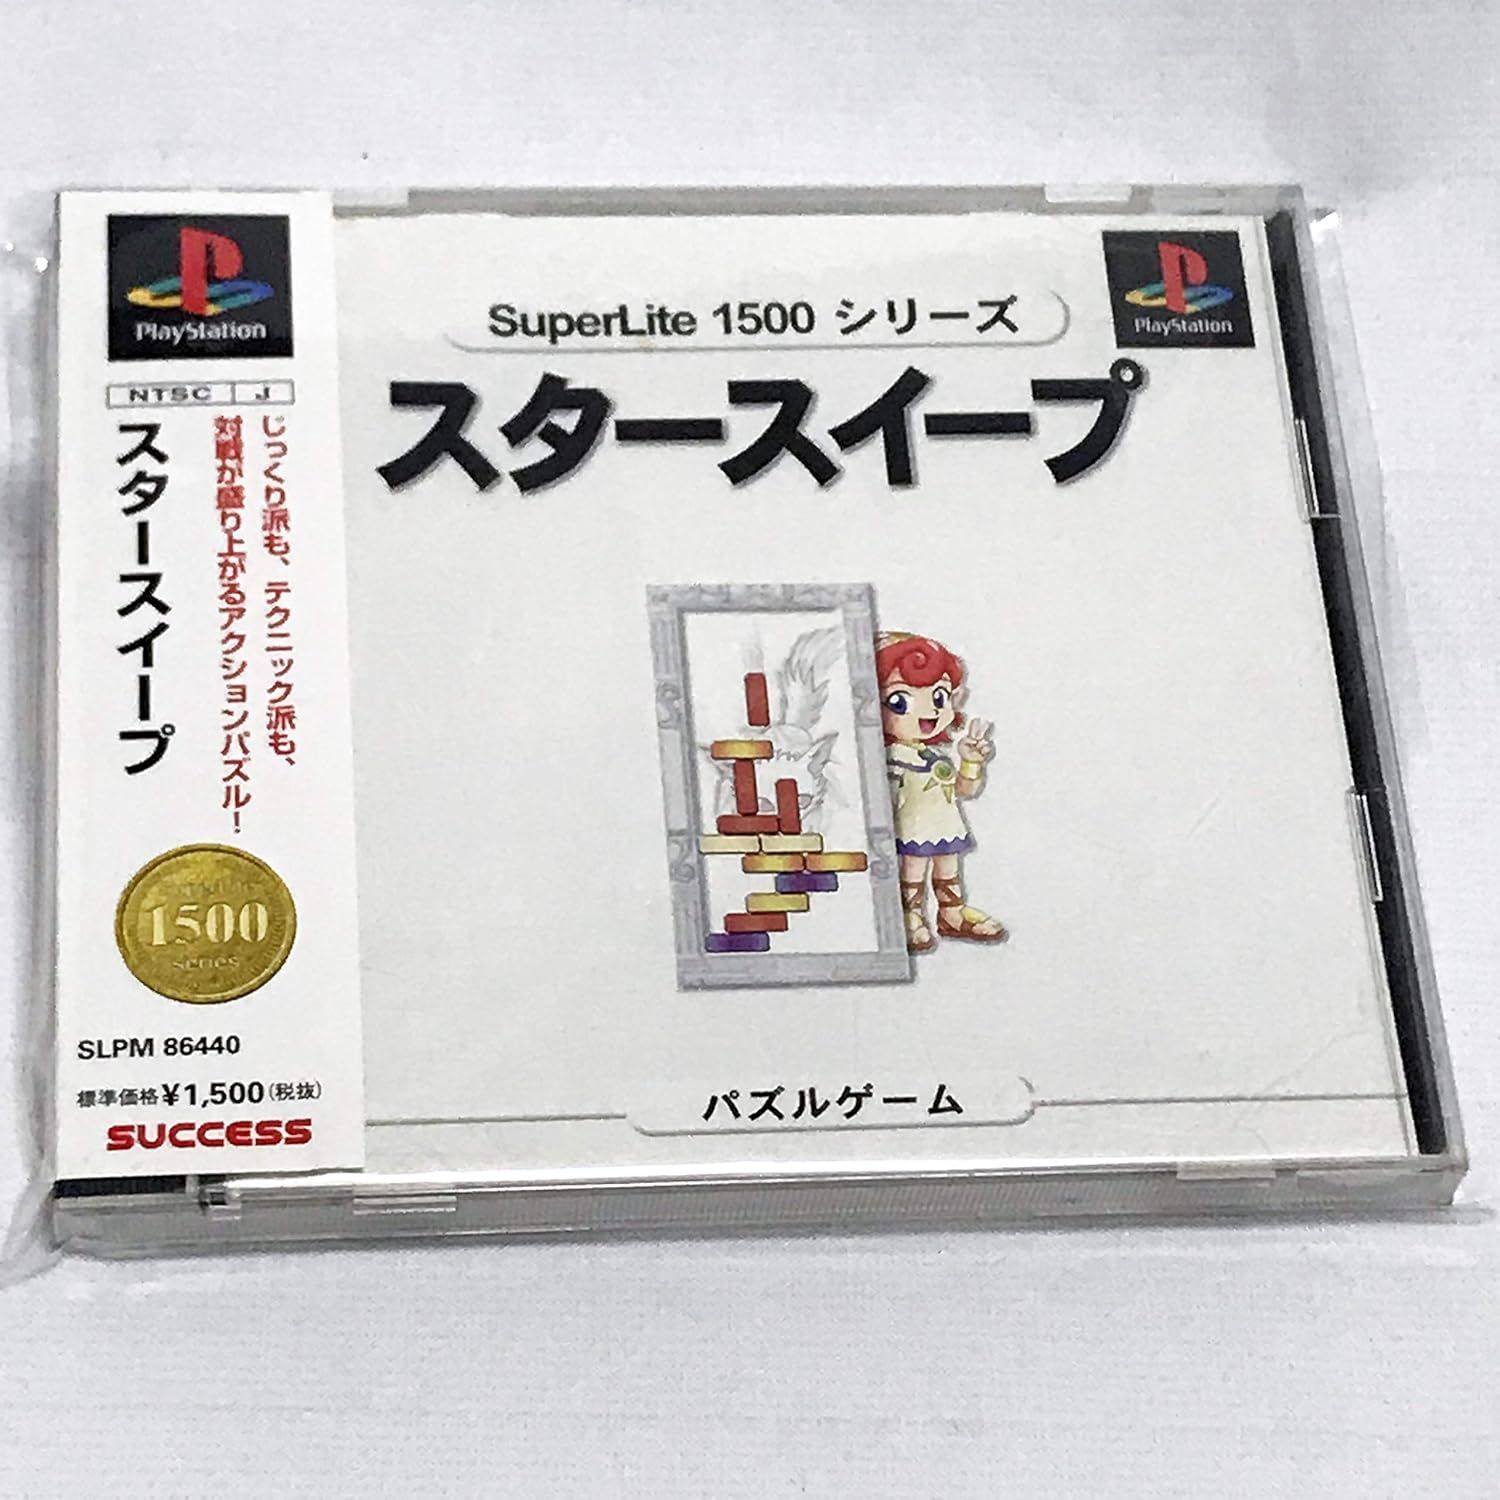 PlayStation
NTSC J
スタースイープ
じっくり派も、テクニック派も、
対戦が盛り上がるアクションパズル!
1500
series
SLPM 86440
標準価格¥1,500(税抜)
SUCCESS
SuperLite 1500 シリーズ
PlayStation
スタースイープ
パズルゲーム